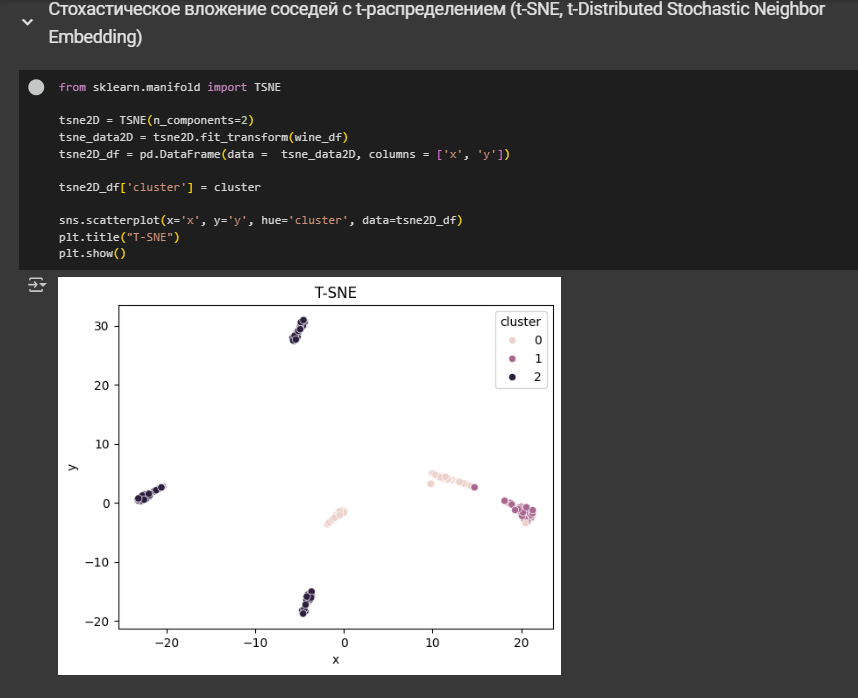 Стохастическое вложение соседей с t-распределением (t-SNE, t-Distributed Stochastic Neighbor
Embedding)
from sklearn.manifold import TSNE
tsne2D = TSNE(n_components=2)
tsne_data2D = tsne2D.fit_transform(wine_df)
tsne2D_df = pd.DataFrame(data =  tsne_data2D, columns = ['x', 'y'])
tsne2D_df['cluster'] = cluster
sns.scatterplot(x='x', y='y', hue='cluster', data=tsne2D_df)
plt.title("T-SNE")
plt.show()
T-SNE
cluster
0
1
2
30
20
10
0
−10
−20
y
−20
−10
0
10
20
x